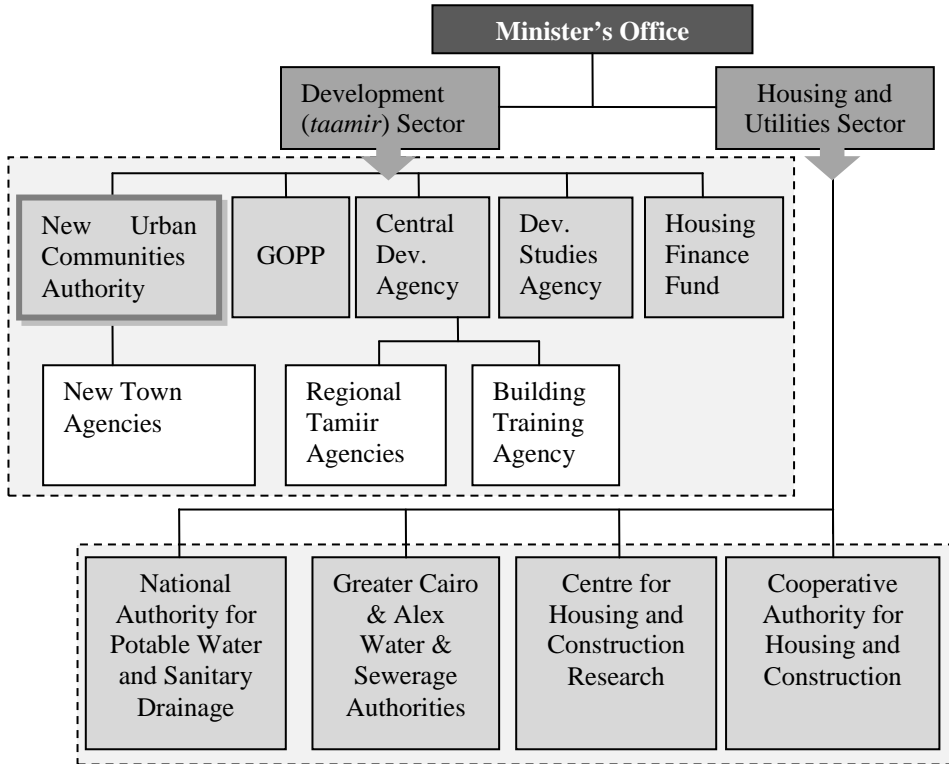 Minister's Office
Development
(taamir) Sector
Housing and
Utilities Sector
New Urban
Communities
Authority
GOPP
Central
Dev.
Agency
Dev.
Studies
Agency
Housing
Finance
Fund
New Town
Agencies
Regional
Tamiir
Agencies
Building
Training
Agency
National
Authority for
Potable Water
and Sanitary
Drainage
Greater Cairo
& Alex
Water &
Sewerage
Authorities
Centre for
Housing and
Construction
Research
Cooperative
Authority for
Housing and
Construction